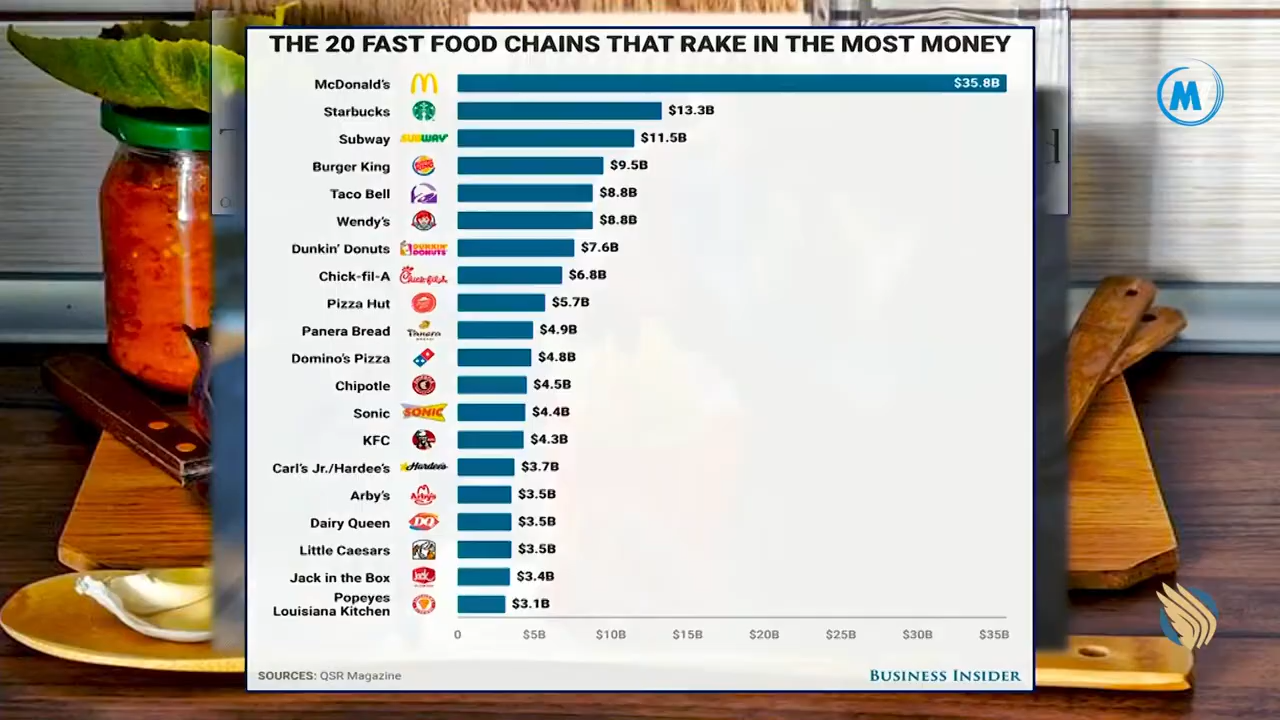 THE 20 FAST FOOD CHAINS THAT RAKE IN THE MOST MONEY
McDonald's $35.8B
Starbucks $13.3B
Subway SUBWAY $11.5B
Burger King BURGER KING $9.5B
Taco Bell $8.8B
Wendy's $8.8B
Dunkin' Donuts DUNKIN' DONUTS $7.6B
Chick-fil-A Chick-fil-A $6.8B
Pizza Hut $5.7B
Panera Bread Panera BREAD $4.9B
Domino's Pizza $4.8B
Chipotle $4.5B
Sonic SONIC $4.4B
KFC $4.3B
Carl's Jr./Hardee's Hardee's $3.7B
Arby's Arby's $3.5B
Dairy Queen DQ $3.5B
Little Caesars $3.5B
Jack in the Box Jack $3.4B
Popeyes
Louisiana Kitchen $3.1B
0 $5B $10B $15B $20B $25B $30B $35B
SOURCES: QSR Magazine
BUSINESS INSIDER
M